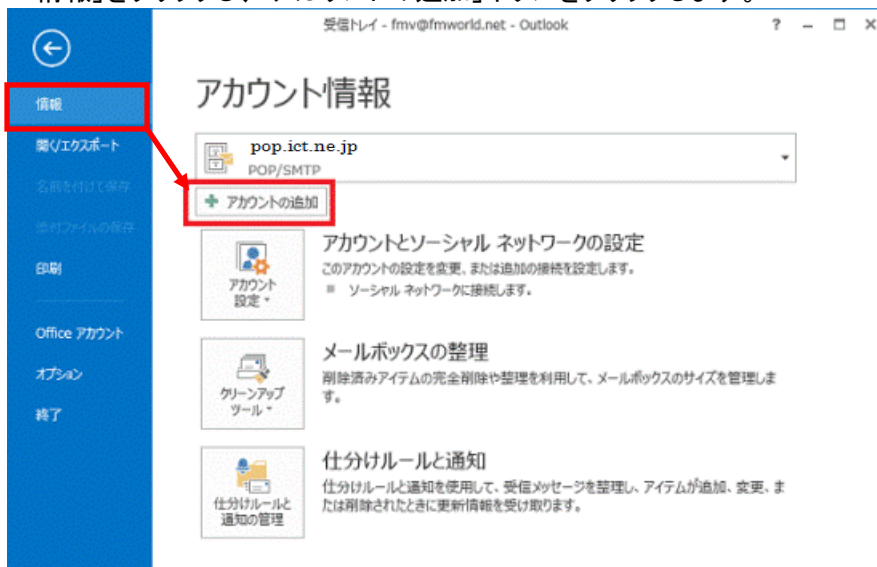 受信トレイ - fmv@fmworld.net - Outlook
アカウント情報
情報
開く/エクスポート
名前を付けて保存
添付ファイルの保存
印刷
Office アカウント
オプション
終了
pop.ict.ne.jp
POP/SMTP
アカウントの追加
アカウント
設定
アカウントとソーシャル ネットワークの設定
このアカウントの設定を変更、または追加の接続を設定します。
ソーシャル ネットワークに接続します。
クリーンアップ
ツール
メールボックスの整理
削除済みアイテムの完全削除や整理を利用して、メールボックスのサイズを管理しま
す。
仕分けルールと
通知の管理
仕分けルールと通知
仕分けルールと通知を使用して、受信メッセージを整理し、アイテムが追加、変更、ま
たは削除されたときに更新情報を受け取ります。